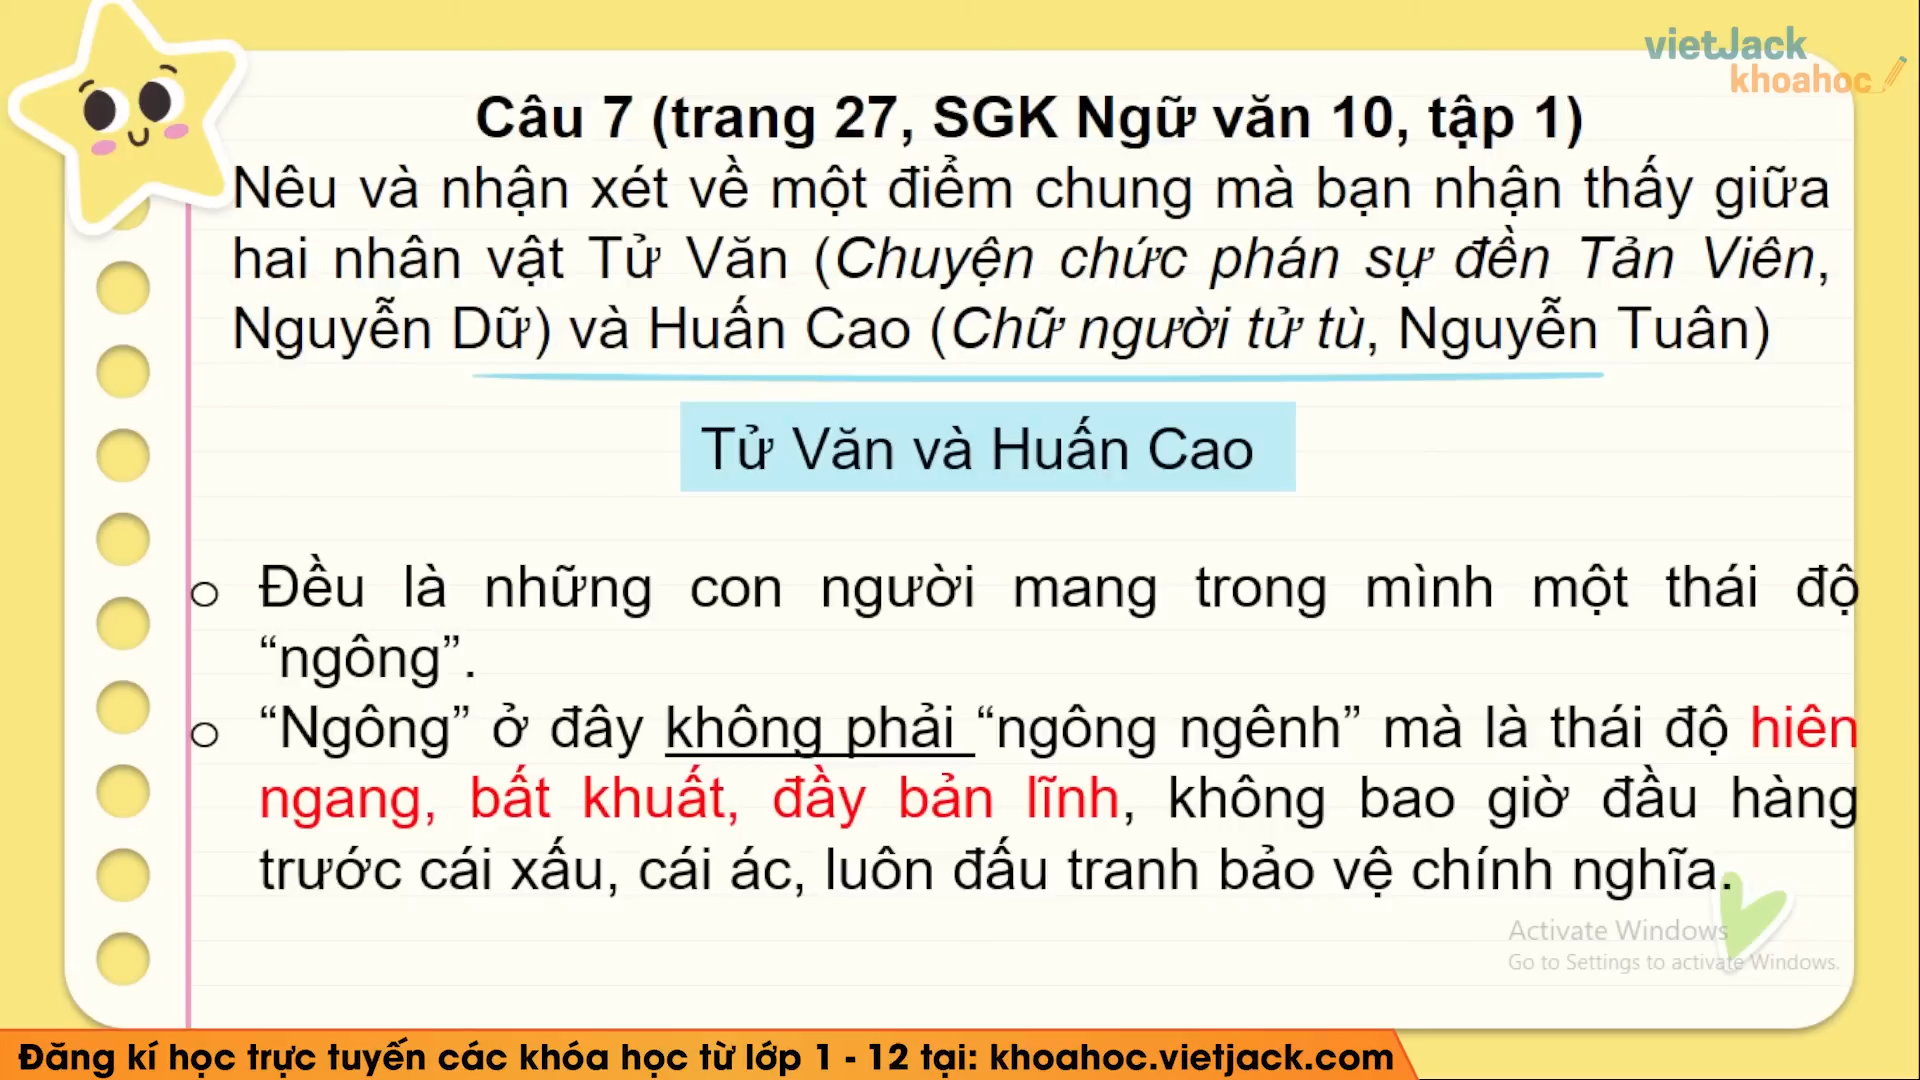 vietJack
khoahoc
Câu 7 (trang 27, SGK Ngữ văn 10, tập 1)
Nêu và nhận xét về một điểm chung mà bạn nhận thấy giữa
hai nhân vật Tử Văn (Chuyện chức phán sự đền Tản Viên,
Nguyễn Dữ) và Huấn Cao (Chữ người tử tù, Nguyễn Tuân)
Tử Văn và Huấn Cao
o Đều là những con người mang trong mình một thái độ
“ngông”.
o “Ngông” ở đây không phải “ngông ngênh” mà là thái độ hiên
ngang, bất khuất, đầy bản lĩnh, không bao giờ đầu hàng
trước cái xấu, cái ác, luôn đấu tranh bảo vệ chính nghĩa.
Activate Windows
Go to Settings to activate Windows.
Đăng kí học trực tuyến các khóa học từ lớp 1 - 12 tại: khoahoc.vietjack.com